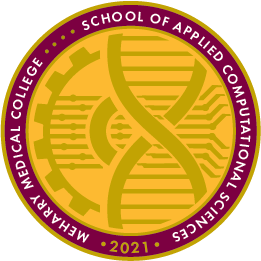 MEHARRY MEDICAL COLLEGE
SCHOOL OF APPLIED COMPUTATIONAL SCIENCES
2021